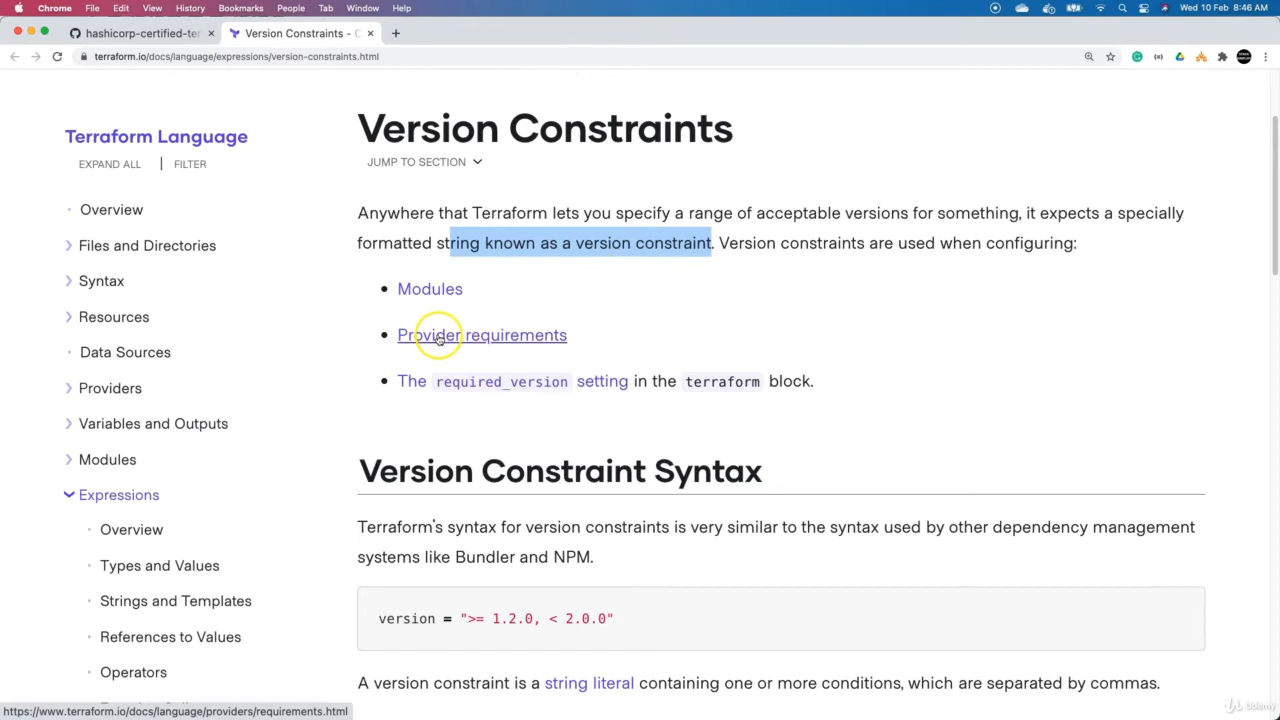 Chrome File Edit View History Bookmarks People Tab Window Help Wed 10 Feb 8:46 AM
hashicorp-certified-ter × Version Constraints - C × +
terraform.io/docs/language/expressions/version-constraints.html
Version Constraints
JUMP TO SECTION
Terraform Language
EXPAND ALL | FILTER
Overview
Files and Directories
Syntax
Resources
Data Sources
Providers
Variables and Outputs
Modules
Expressions
Overview
Types and Values
Strings and Templates
References to Values
Operators
Anywhere that Terraform lets you specify a range of acceptable versions for something, it expects a specially
formatted string known as a version constraint. Version constraints are used when configuring:
Modules
Provider requirements
The required_version setting in the terraform block.
Version Constraint Syntax
Terraform's syntax for version constraints is very similar to the syntax used by other dependency management
systems like Bundler and NPM.
version = ">= 1.2.0, < 2.0.0"
A version constraint is a string literal containing one or more conditions, which are separated by commas.
https://www.terraform.io/docs/language/providers/requirements.html
Udemy